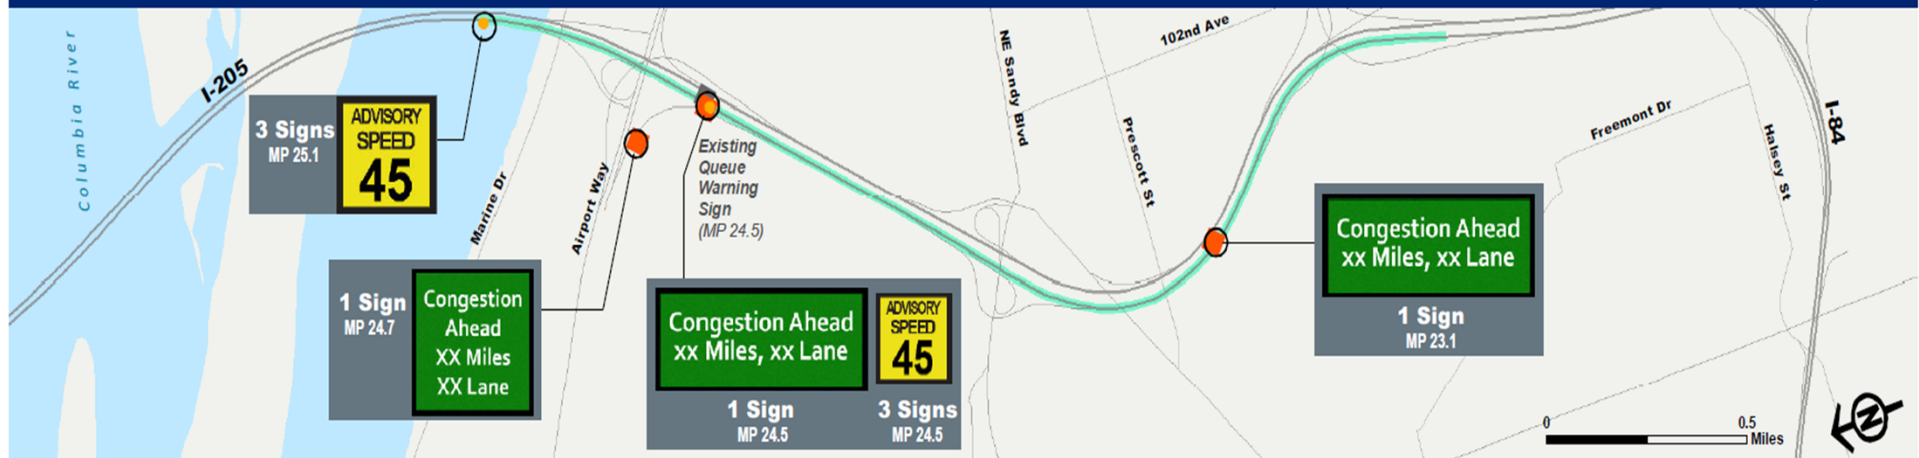 Columbia River
I-205
3 Signs
MP 25.1
ADVISORY
SPEED
45
Marine Dr
Airport Way
Existing
Queue
Warning
Sign
(MP 24.5)
NE Sandy Blvd
102nd Ave
Prescott St
Freemont Dr
Halsey St
I-84
1 Sign
MP 24.7
Congestion
Ahead
XX Miles
XX Lane
Congestion Ahead
xx Miles, xx Lane
1 Sign
MP 24.5
ADVISORY
SPEED
45
3 Signs
MP 24.5
Congestion Ahead
xx Miles, xx Lane
1 Sign
MP 23.1
0 0.5
Miles
N